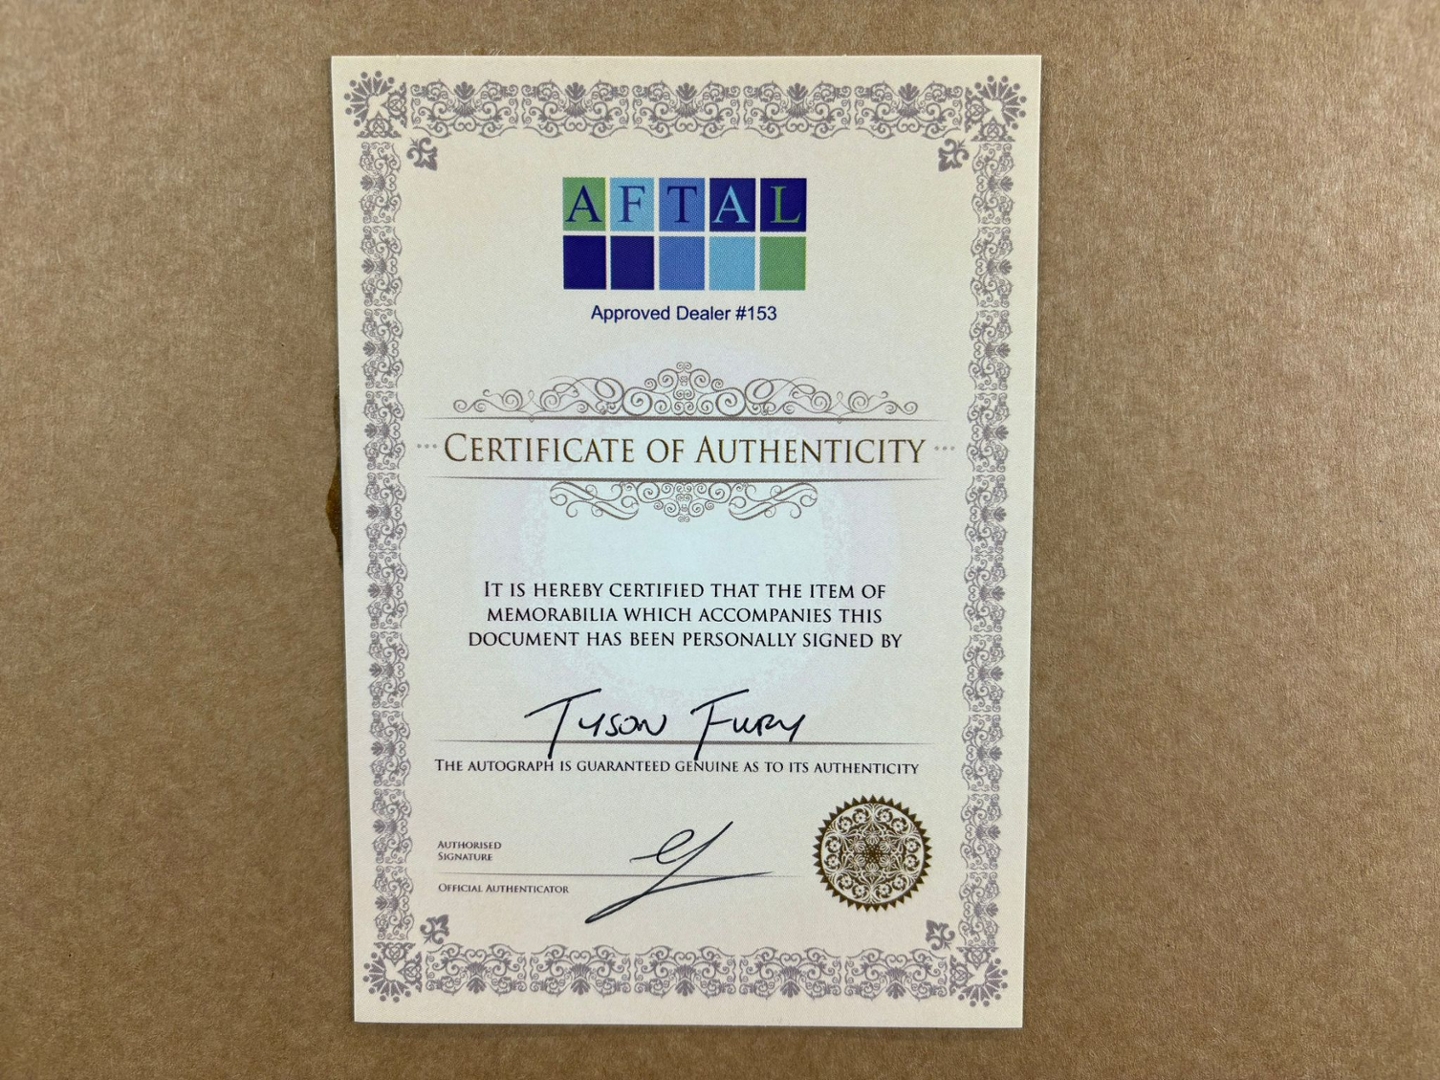 AFTAL
Approved Dealer #153
CERTIFICATE OF AUTHENTICITY
IT IS HEREBY CERTIFIED THAT THE ITEM OF
MEMORABILIA WHICH ACCOMPANIES THIS
DOCUMENT HAS BEEN PERSONALLY SIGNED BY
Tyson Fury
THE AUTOGRAPH IS GUARANTEED GENUINE AS TO ITS AUTHENTICITY
AUTHORISED
SIGNATURE
OFFICIAL AUTHENTICATOR